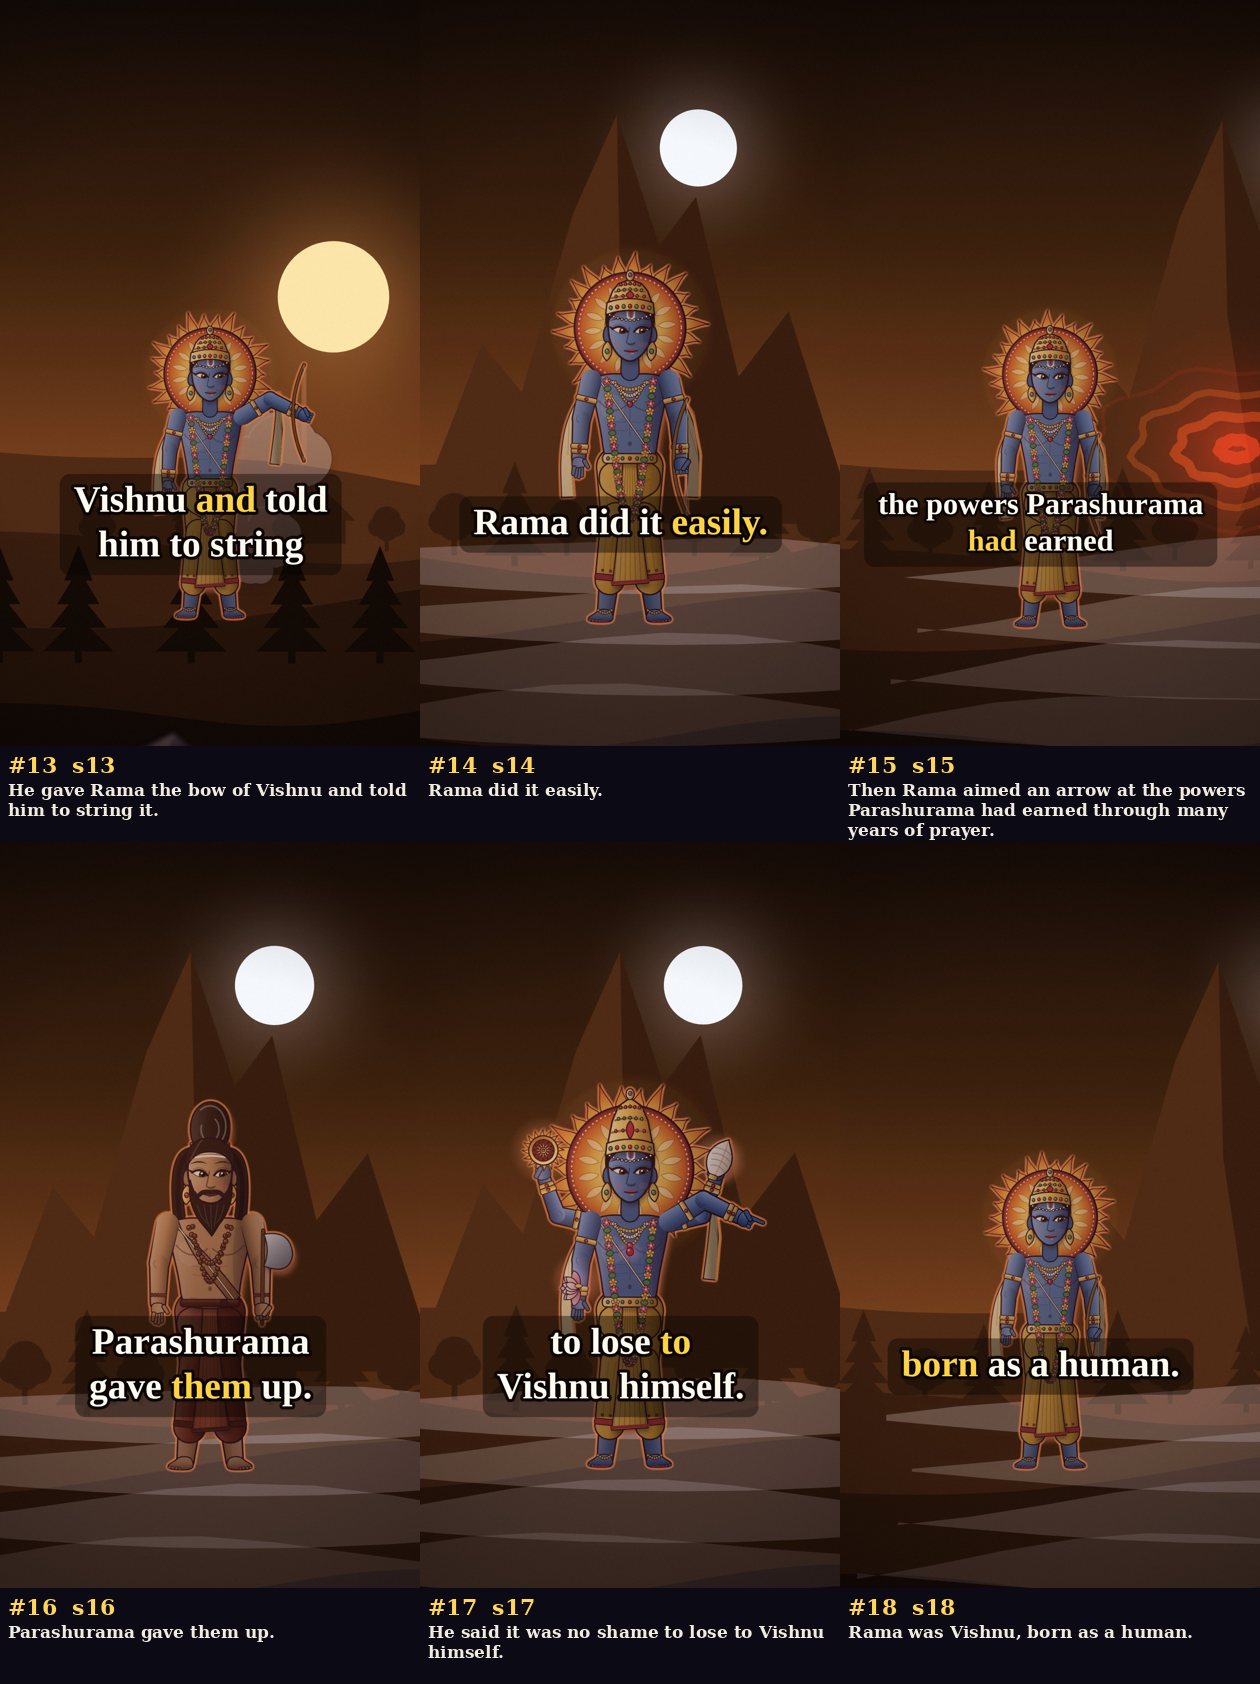 Vishnu and told
him to string
Rama did it easily.
the powers Parashurama
had earned
#13 s13
He gave Rama the bow of Vishnu and told
him to string it.
#14 s14
Rama did it easily.
#15 s15
Then Rama aimed an arrow at the powers
Parashurama had earned through many
years of prayer.
Parashurama
gave them up.
to lose to
Vishnu himself.
born as a human.
#16 s16
Parashurama gave them up.
#17 s17
He said it was no shame to lose to Vishnu
himself.
#18 s18
Rama was Vishnu, born as a human.